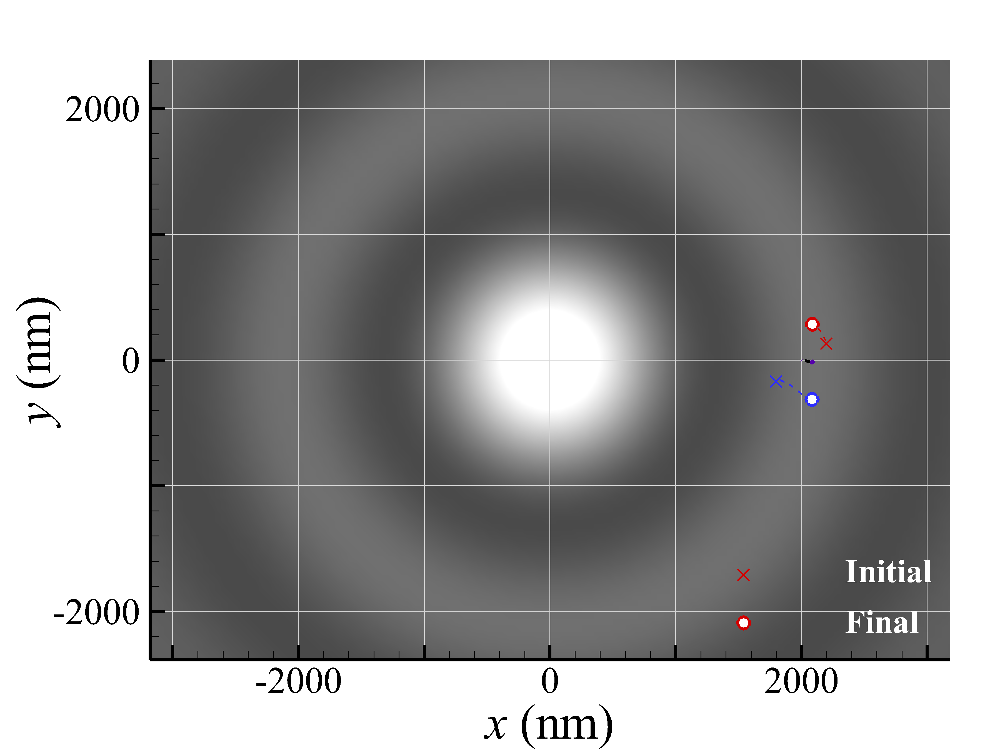 2000
0
-2000
y (nm)
Initial
Final
-2000 0 2000
x (nm)